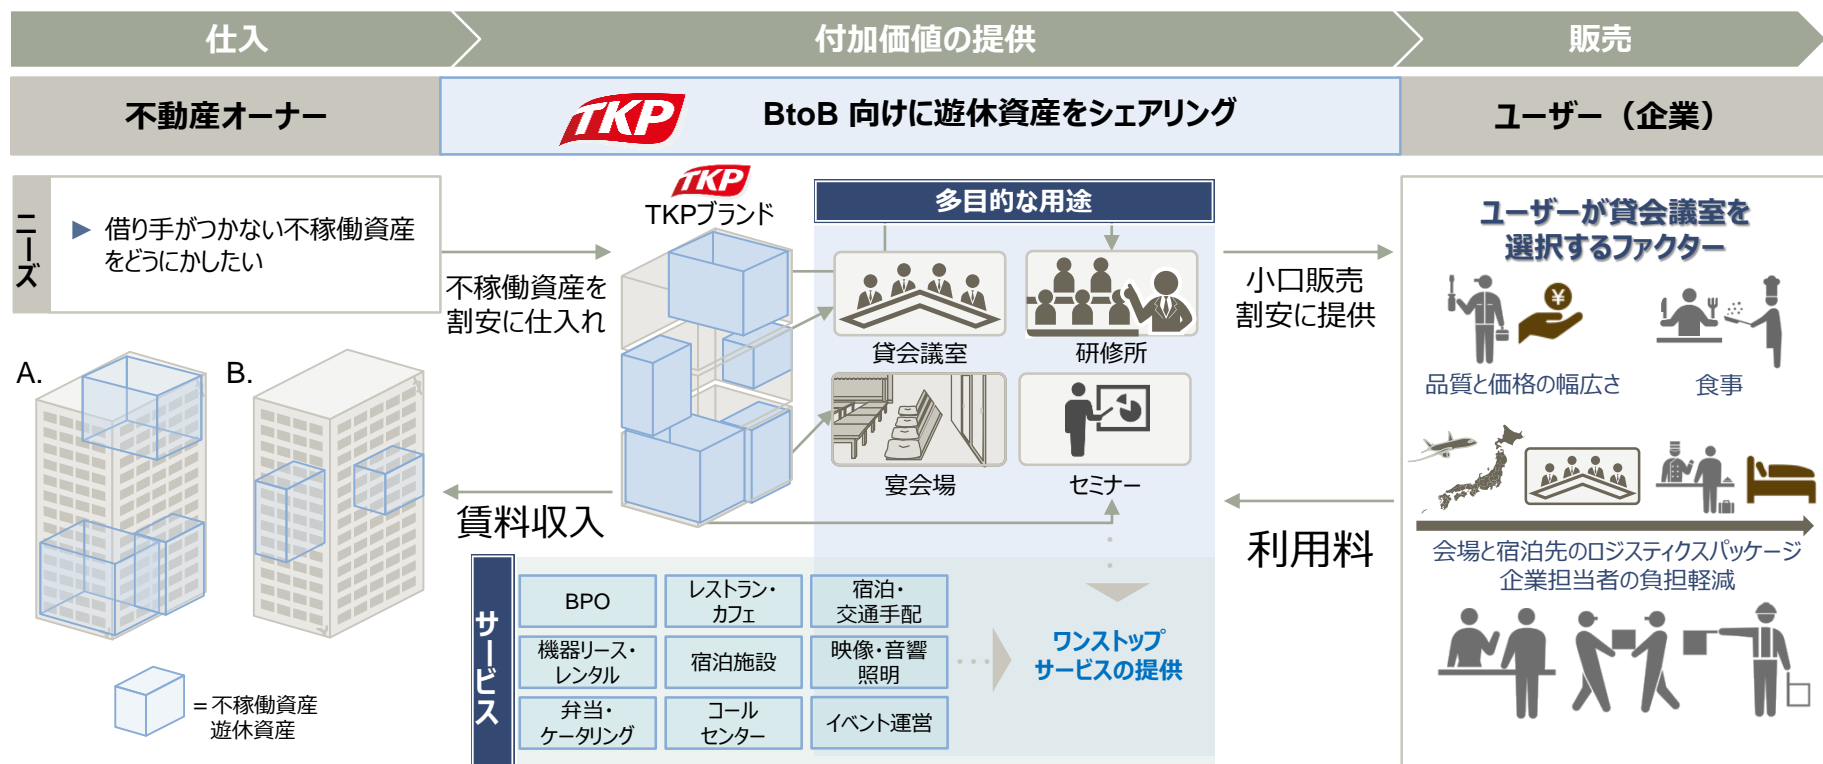 仕入
付加価値の提供
販売
不動産オーナー
TKP
BtoB 向けに遊休資産をシェアリング
ユーザー（企業）
ニーズ
▶ 借り手がつかない不稼働資産
をどうにかしたい
不稼働資産を
割安に仕入れ
賃料収入
A.
B.
＝不稼働資産
遊休資産
TKP
TKPブランド
多目的な用途
貸会議室
研修所
宴会場
セミナー
サービス
BPO
レストラン・
カフェ
宿泊・
交通手配
機器リース・
レンタル
宿泊施設
映像・音響
照明
弁当・
ケータリング
コール
センター
イベント運営
ワンストップ
サービスの提供
小口販売
割安に提供
利用料
ユーザーが貸会議室を
選択するファクター
¥
品質と価格の幅広さ
食事
会場と宿泊先のロジスティクスパッケージ
企業担当者の負担軽減